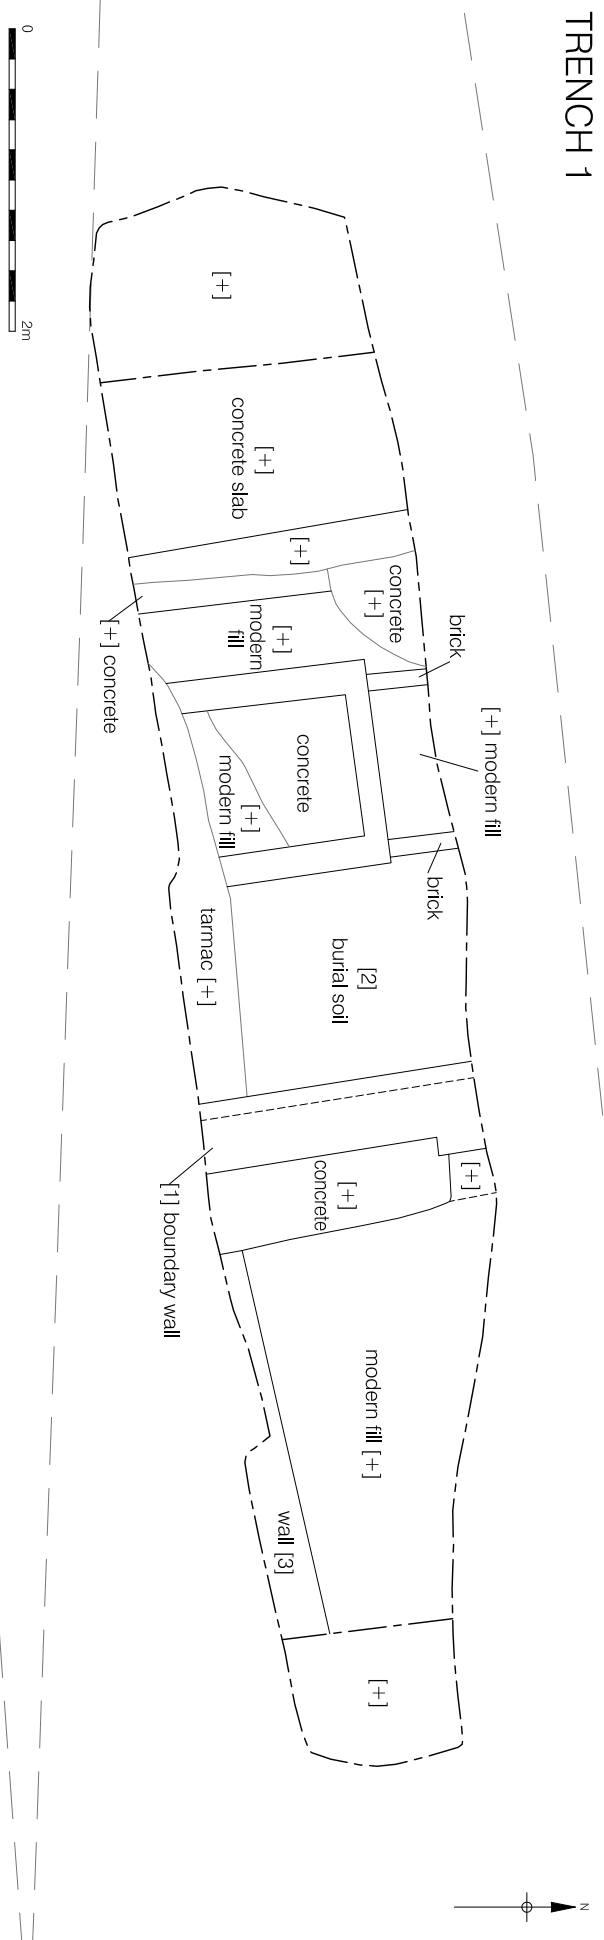 TRENCH 1
0
2m
[+]
[+]
concrete slab
[+]
concrete
[+]
brick
[+] modern fill
[+]
modern
fill
[+] concrete
concrete
[+]
modern fill
brick
tarmac [+]
[2]
burial soil
[1] boundary wall
[+]
concrete
[+]
modern fill [+]
wall [3]
[+]
N